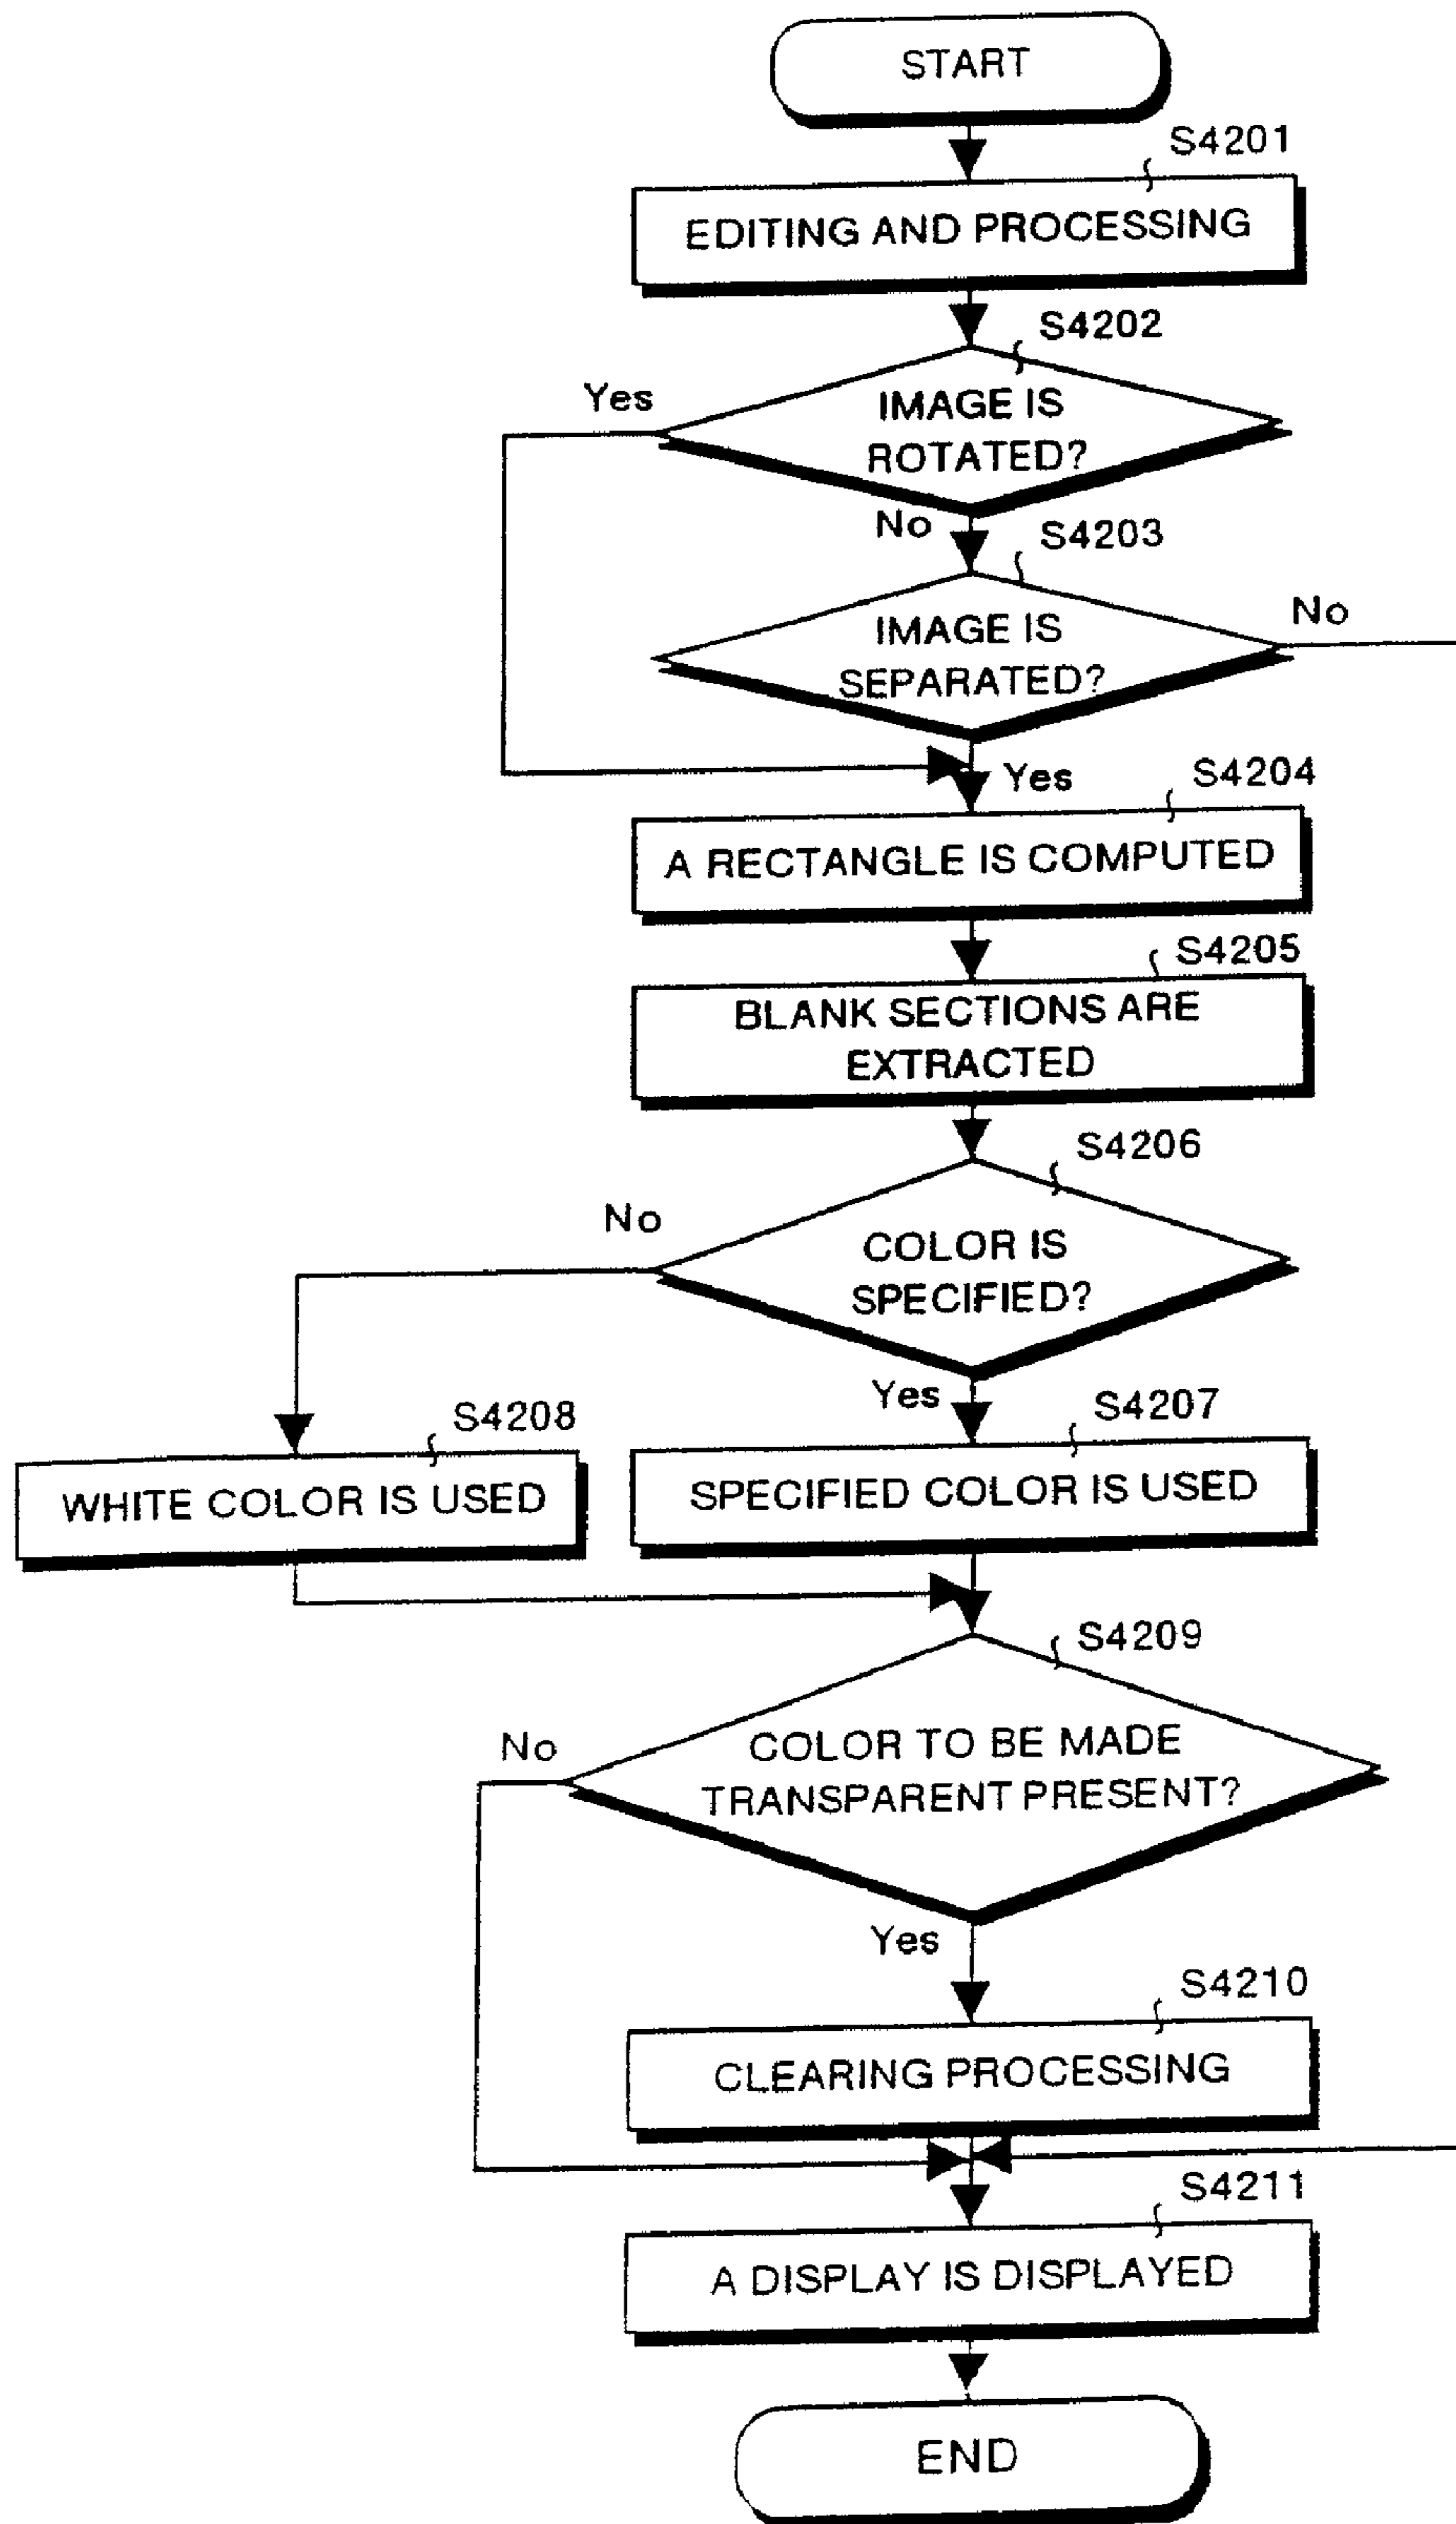 START
S4201
EDITING AND PROCESSING
S4202
Yes
IMAGE IS
ROTATED?
No
S4203
No
IMAGE IS
SEPARATED?
Yes
S4204
A RECTANGLE IS COMPUTED
S4205
BLANK SECTIONS ARE
EXTRACTED
S4206
No
COLOR IS
SPECIFIED?
Yes
S4208
S4207
WHITE COLOR IS USED
SPECIFIED COLOR IS USED
S4209
No
COLOR TO BE MADE
TRANSPARENT PRESENT?
Yes
S4210
CLEARING PROCESSING
S4211
A DISPLAY IS DISPLAYED
END